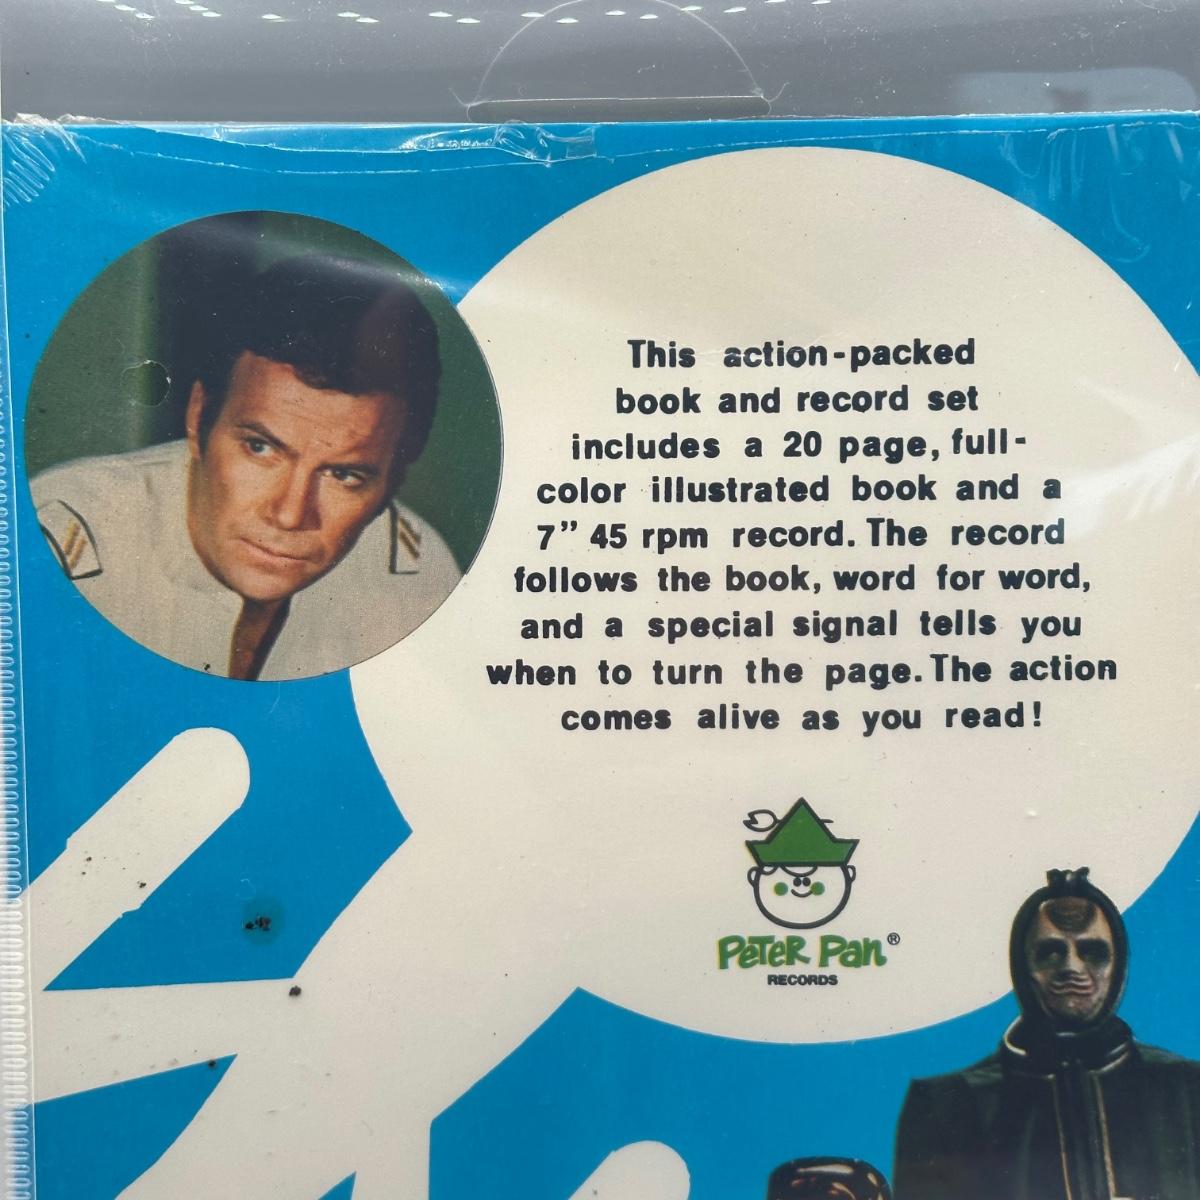 This action-packed
book and record set
includes a 20 page, full-
color illustrated book and a
7” 45 rpm record. The record
follows the book, word for word,
and a special signal tells you
when to turn the page. The action
comes alive as you read!
PETER PAN®
RECORDS